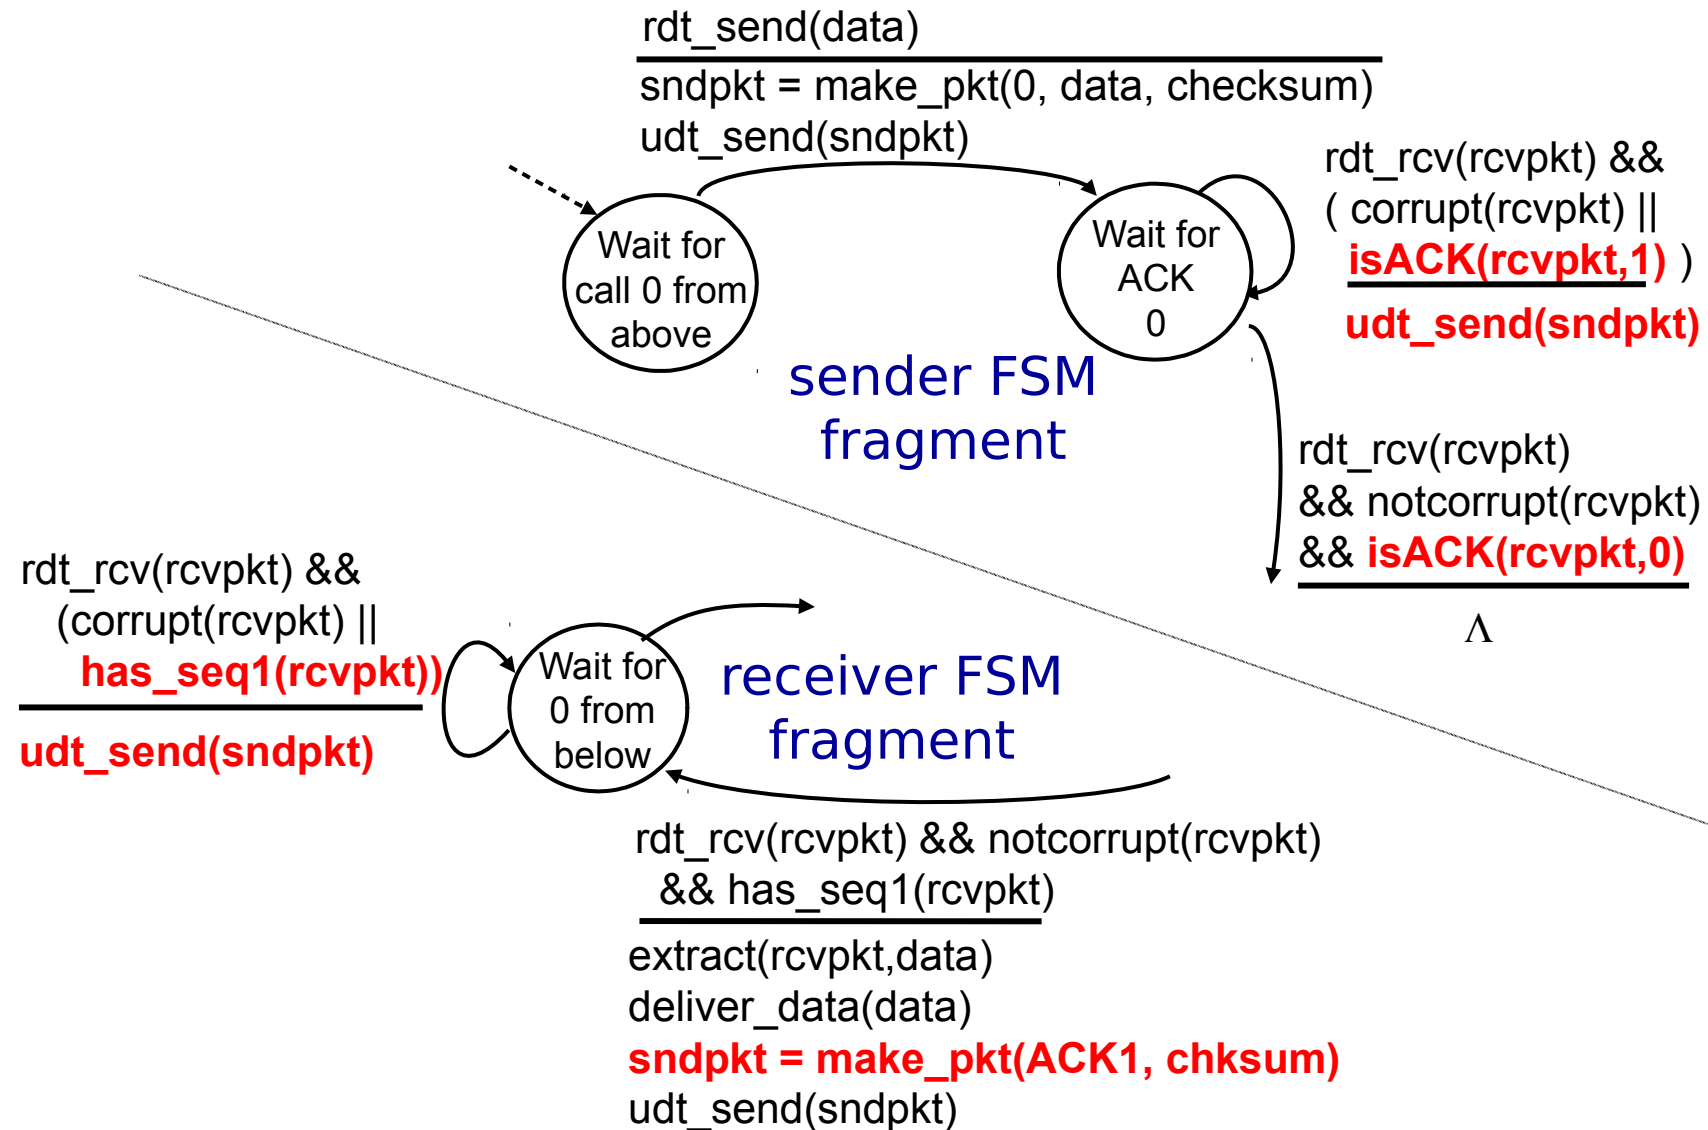 rdt_send(data)
sndpkt = make_pkt(0, data, checksum)
udt_send(sndpkt)
Wait for
call 0 from
above
Wait for
ACK
0
rdt_rcv(rcvpkt) &&
( corrupt(rcvpkt) ||
isACK(rcvpkt,1) )
udt_send(sndpkt)
sender FSM
fragment
rdt_rcv(rcvpkt)
&& notcorrupt(rcvpkt)
&& isACK(rcvpkt,0)
Λ
rdt_rcv(rcvpkt) &&
(corrupt(rcvpkt) ||
has_seq1(rcvpkt))
udt_send(sndpkt)
Wait for
0 from
below
receiver FSM
fragment
rdt_rcv(rcvpkt) && notcorrupt(rcvpkt)
&& has_seq1(rcvpkt)
extract(rcvpkt,data)
deliver_data(data)
sndpkt = make_pkt(ACK1, chksum)
udt_send(sndpkt)